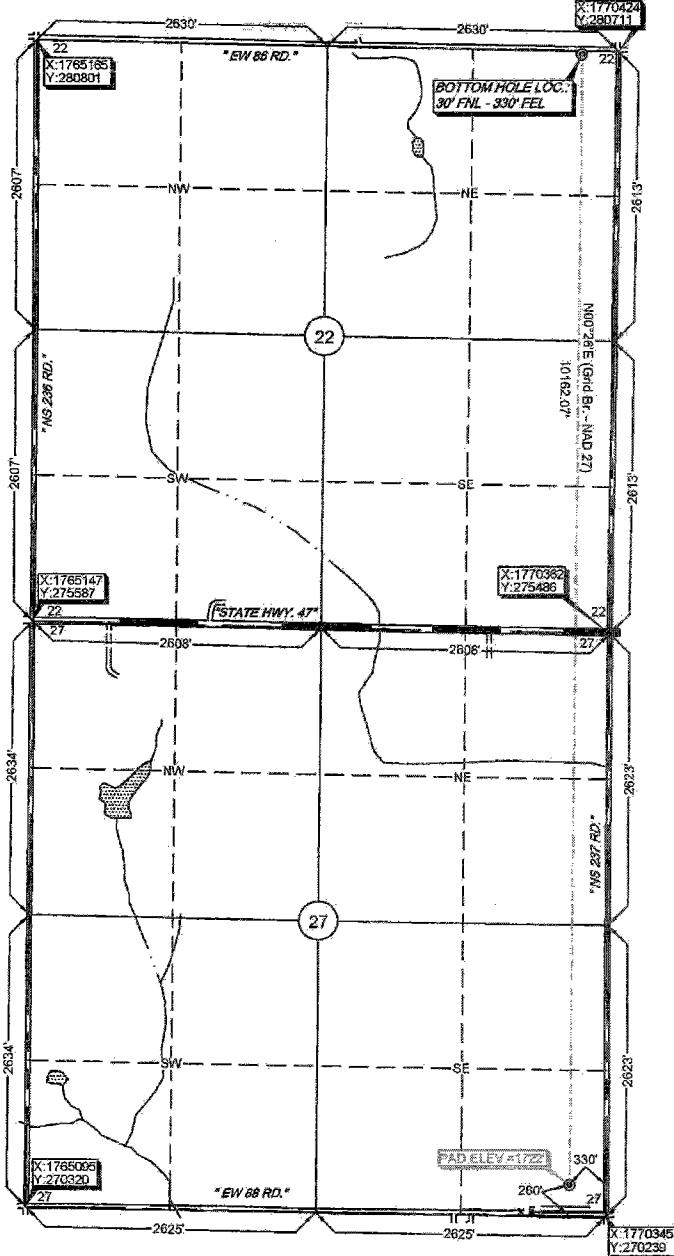 2630'
2630'
X:1770424
Y:280711
22
"EW 86 RD."
22
X:1765165
Y:280801
BOTTOM HOLE LOC.:
30' FNL - 330' FEL
2607'
NW
NE
2613'
22
N00°26'E (Grid Br. - NAD 27)
10162.07'
"NS 236 RD."
2607'
SW
SE
2613'
X:1765147
Y:275587
X:1770362
Y:275486
22
"STATE HWY. 47"
22
27
27
2608'
2608'
2634'
NW
NE
2623'
"NS 237 RD."
27
2634'
SW
SE
2623'
PAD ELEV.=1722'
330'
260'
X:1765095
Y:270320
27
"EW 88 RD."
27
2625'
2625'
X:1770345
Y:270239